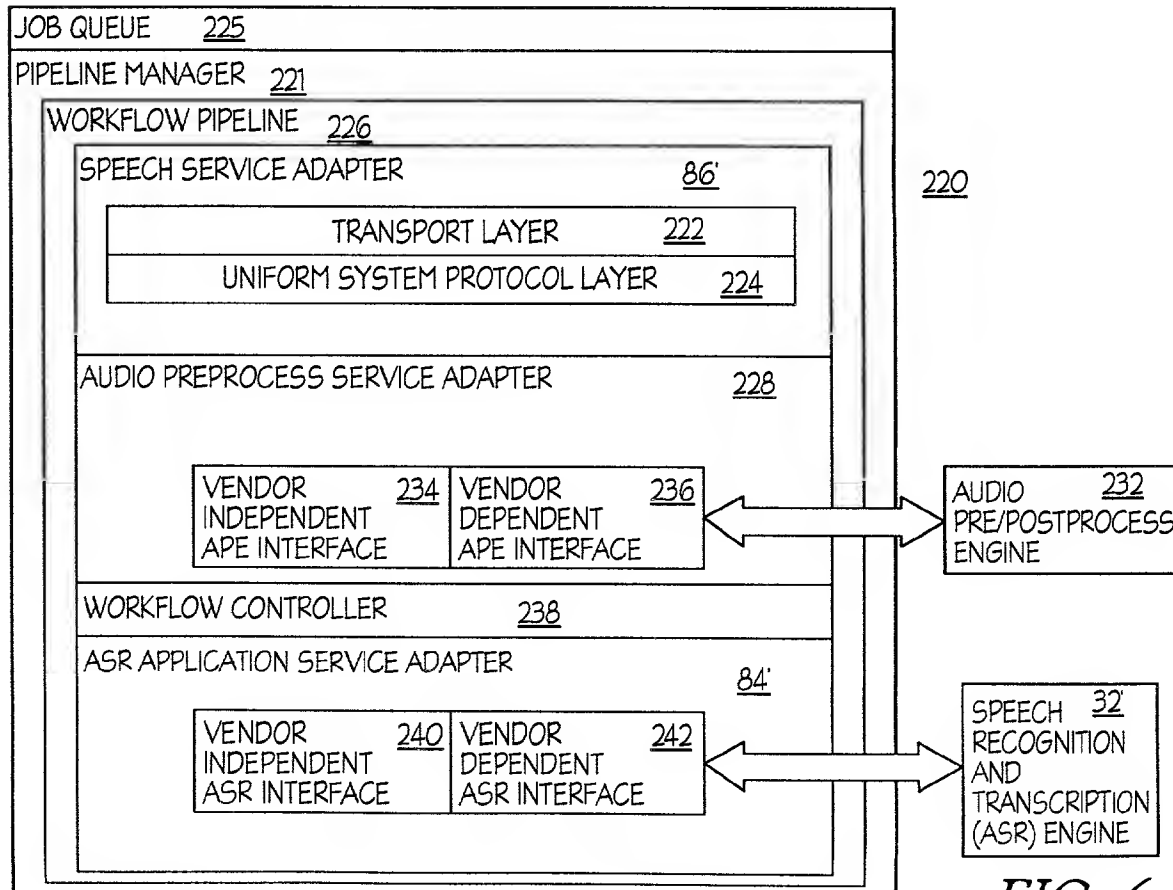 JOB QUEUE 225
PIPELINE MANAGER 221
WORKFLOW PIPELINE 226
SPEECH SERVICE ADAPTER 86'
220
TRANSPORT LAYER 222
UNIFORM SYSTEM PROTOCOL LAYER 224
AUDIO PREPROCESS SERVICE ADAPTER 228
VENDOR 234
INDEPENDENT
APE INTERFACE
VENDOR 236
DEPENDENT
APE INTERFACE
AUDIO 232
PRE/POSTPROCESS
ENGINE
WORKFLOW CONTROLLER 238
ASR APPLICATION SERVICE ADAPTER 84'
VENDOR 240
INDEPENDENT
ASR INTERFACE
VENDOR 242
DEPENDENT
ASR INTERFACE
SPEECH 32'
RECOGNITION
AND
TRANSCRIPTION
(ASR) ENGINE
FIG. 6